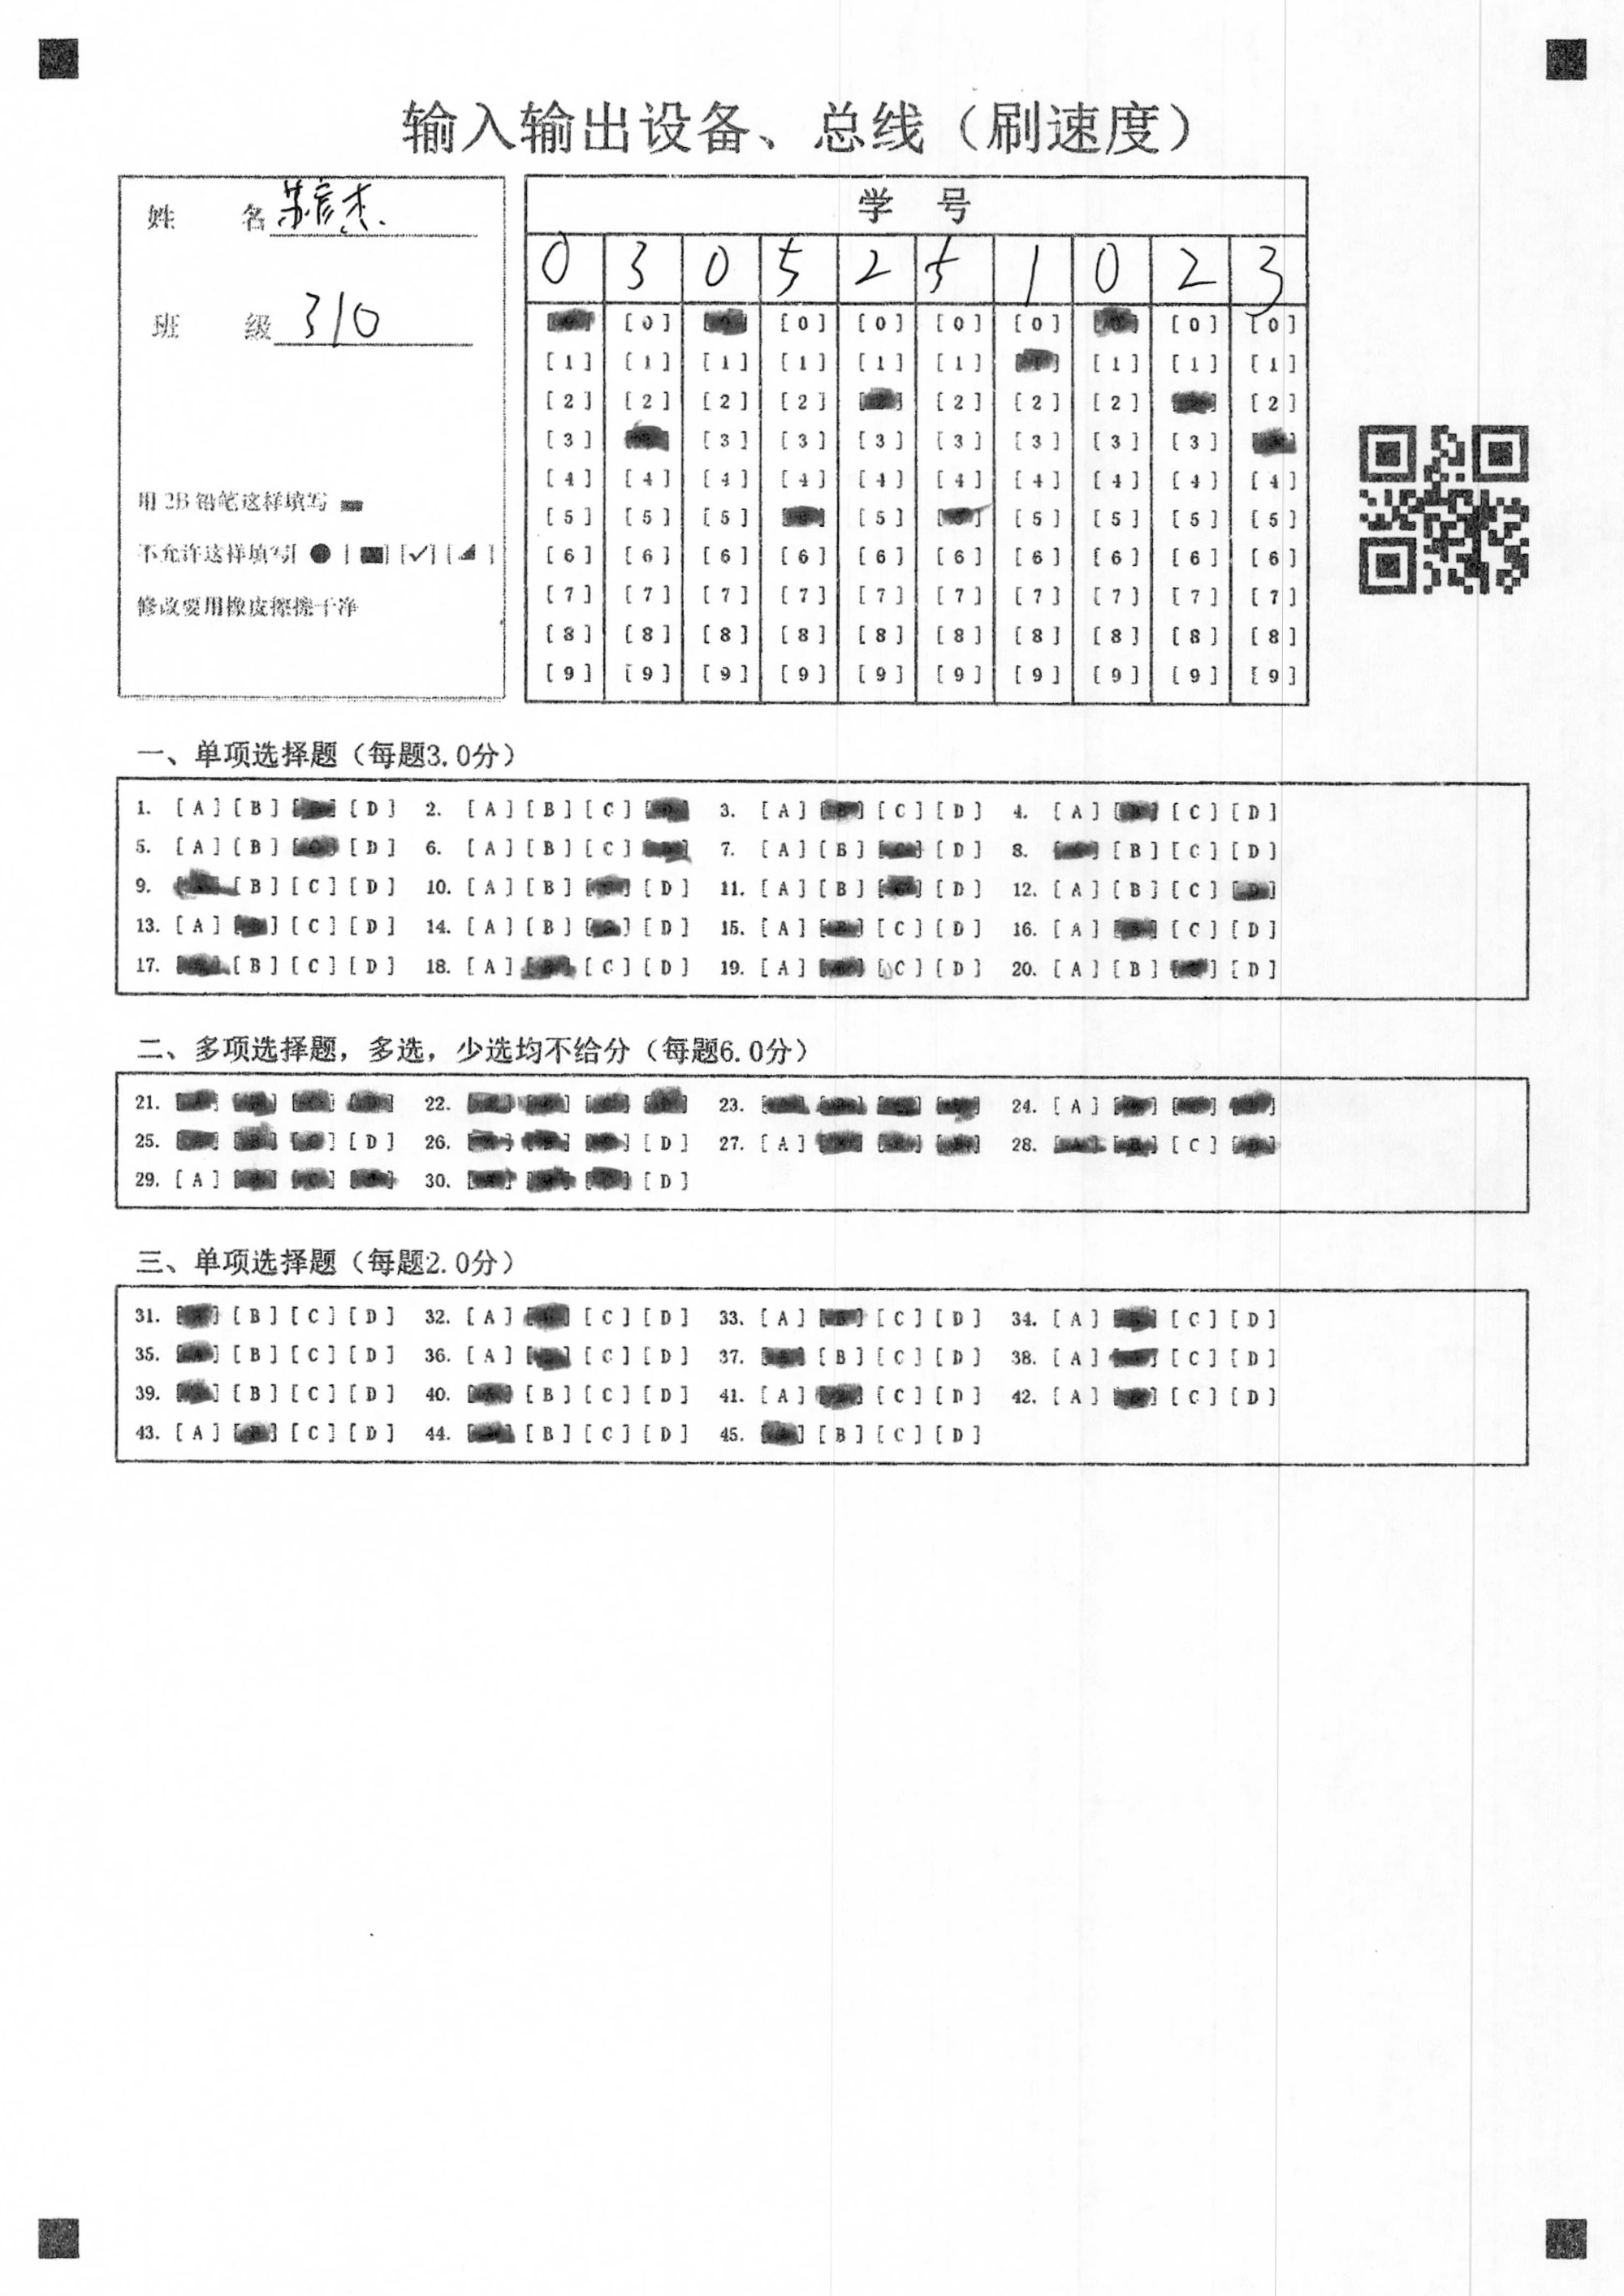 输入输出设备、总线（刷速度）
姓 名 苏彦杰.
班 级 310
用 2B 铅笔这样填写
不允许这样填写[ ● ] [■] [✓] [◢ ]
修改要用橡皮擦擦干净
学 号
0 3 0 5 2 5 1 0 2 3
[0] [0] [0] [0] [0] [0]
[1] [1] [1] [1] [1] [1] [1] [1] [1]
[2] [2] [2] [2] [2] [2] [2] [2]
[3] [3] [3] [3] [3] [3] [3] [3]
[4] [4] [4] [4] [4] [4] [4] [4] [4] [4]
[5] [5] [5] [5] [5] [5] [5] [5]
[6] [6] [6] [6] [6] [6] [6] [6] [6] [6]
[7] [7] [7] [7] [7] [7] [7] [7] [7] [7]
[8] [8] [8] [8] [8] [8] [8] [8] [8] [8]
[9] [9] [9] [9] [9] [9] [9] [9] [9] [9]
一、单项选择题（每题3.0分）
1. [A] [B] [D] 2. [A] [B] [C] 3. [A] [C] [D] 4. [A] [C] [D]
5. [A] [B] [D] 6. [A] [B] [C] 7. [A] [B] [D] 8. [B] [C] [D]
9. [B] [C] [D] 10. [A] [B] [D] 11. [A] [B] [D] 12. [A] [B] [C]
13. [A] [C] [D] 14. [A] [B] [D] 15. [A] [C] [D] 16. [A] [C] [D]
17. [B] [C] [D] 18. [A] [C] [D] 19. [A] [C] [D] 20. [A] [B] [D]
二、多项选择题，多选，少选均不给分（每题6.0分）
21. 22. 23. 24. [A]
25. [D] 26. [D] 27. [A] 28. [C]
29. [A] 30. [D]
三、单项选择题（每题2.0分）
31. [B] [C] [D] 32. [A] [C] [D] 33. [A] [C] [D] 34. [A] [C] [D]
35. [B] [C] [D] 36. [A] [C] [D] 37. [B] [C] [D] 38. [A] [C] [D]
39. [B] [C] [D] 40. [B] [C] [D] 41. [A] [C] [D] 42. [A] [C] [D]
43. [A] [C] [D] 44. [B] [C] [D] 45. [B] [C] [D]